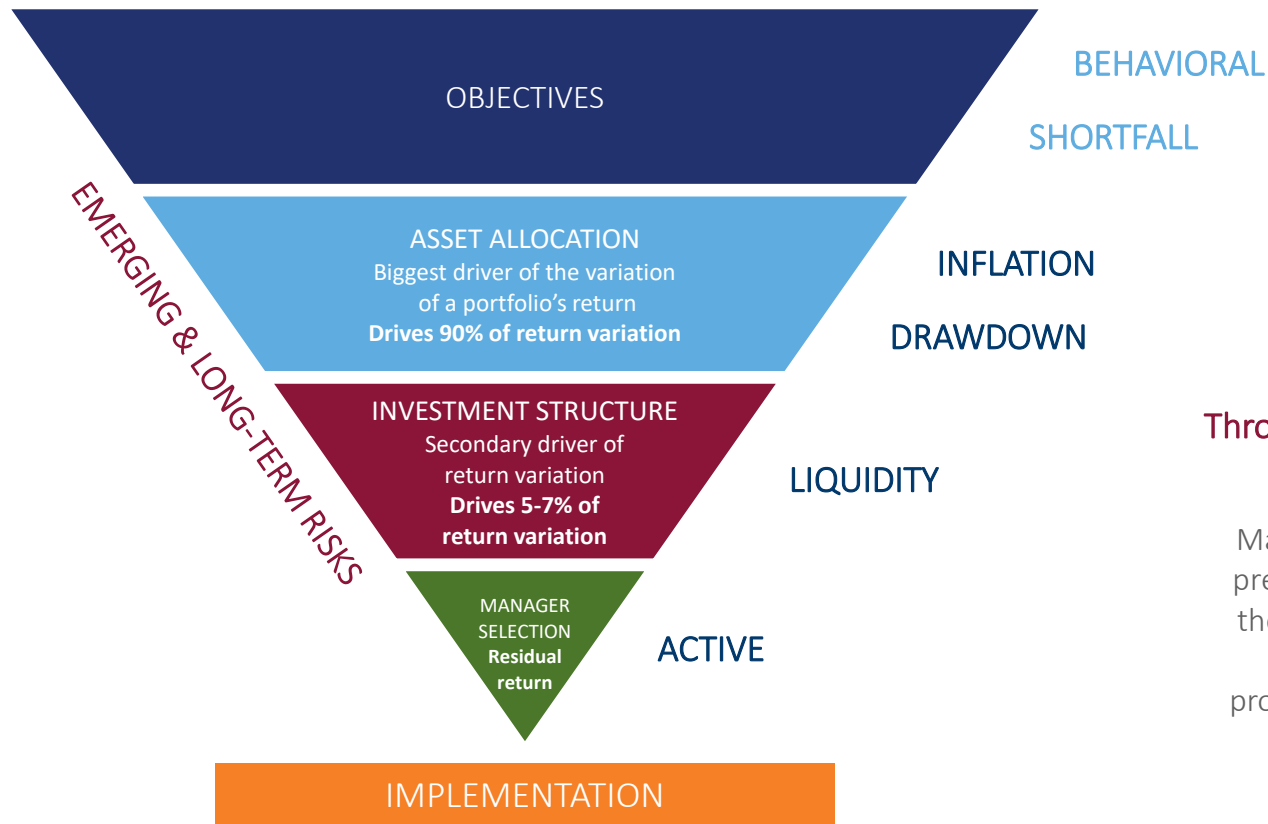 BEHAVIORAL
OBJECTIVES
SHORTFALL
EMERGING & LONG-TERM RISKS
ASSET ALLOCATION
Biggest driver of the variation
of a portfolio's return
Drives 90% of return variation
INFLATION
DRAWDOWN
INVESTMENT STRUCTURE
Secondary driver of
return variation
Drives 5-7% of
return variation
LIQUIDITY
MANAGER
SELECTION
Residual
return
ACTIVE
IMPLEMENTATION